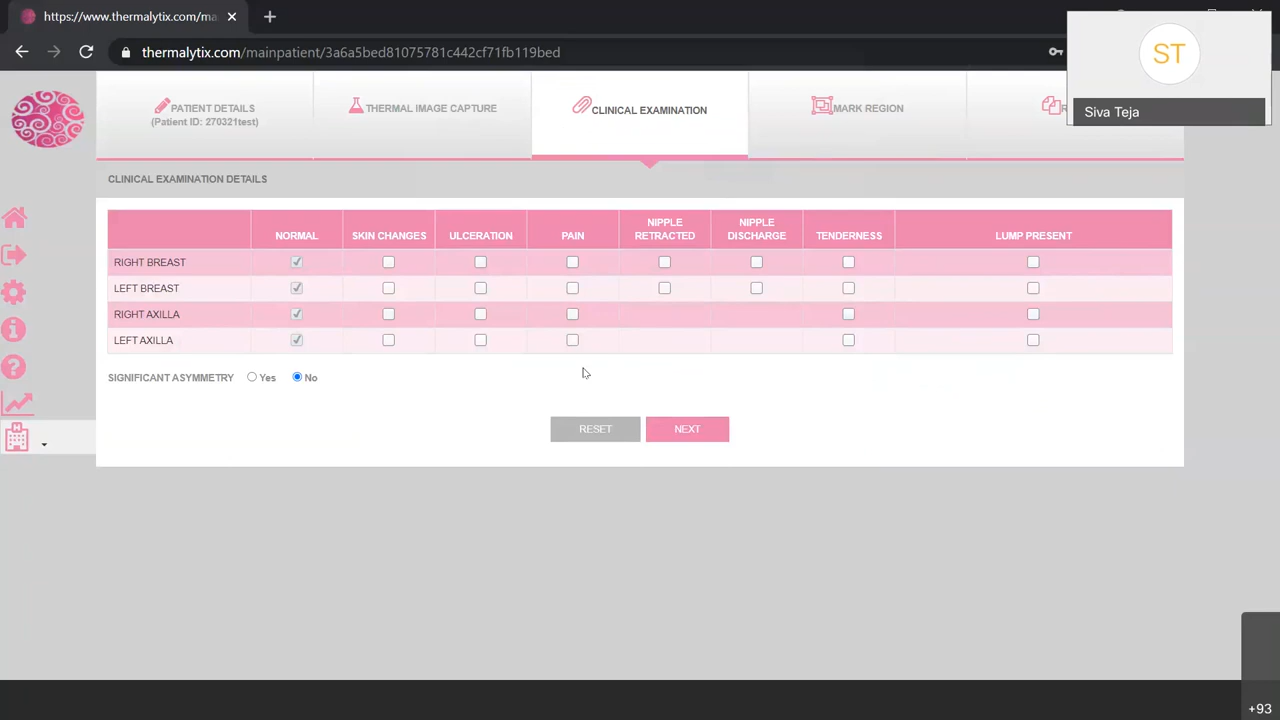 https://www.thermalytix.com/ma
thermalytix.com/mainpatient/3a6a5bed81075781c442cf71fb119bed
ST
Siva Teja
PATIENT DETAILS
(Patient ID: 270321test)
THERMAL IMAGE CAPTURE
CLINICAL EXAMINATION
MARK REGION
CLINICAL EXAMINATION DETAILS
NORMAL SKIN CHANGES ULCERATION PAIN NIPPLE RETRACTED NIPPLE DISCHARGE TENDERNESS LUMP PRESENT
RIGHT BREAST
LEFT BREAST
RIGHT AXILLA
LEFT AXILLA
SIGNIFICANT ASYMMETRY Yes No
RESET NEXT
+93